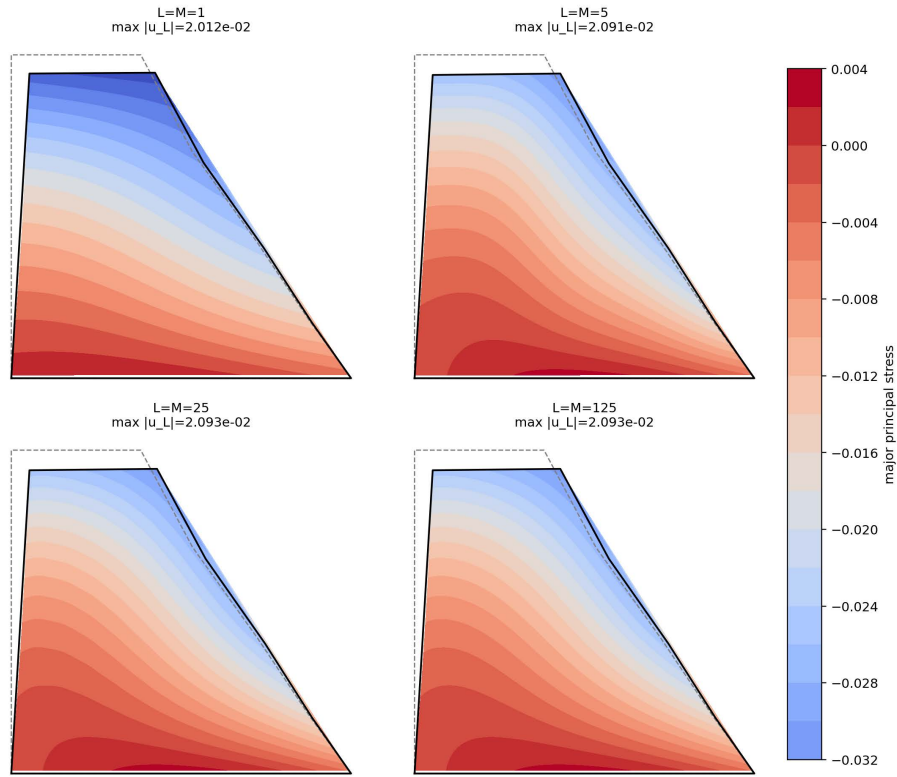 L=M=1
max |u_L|=2.012e-02
L=M=5
max |u_L|=2.091e-02
L=M=25
max |u_L|=2.093e-02
L=M=125
max |u_L|=2.093e-02
0.004
0.000
−0.004
−0.008
−0.012
−0.016
−0.020
−0.024
−0.028
−0.032
major principal stress